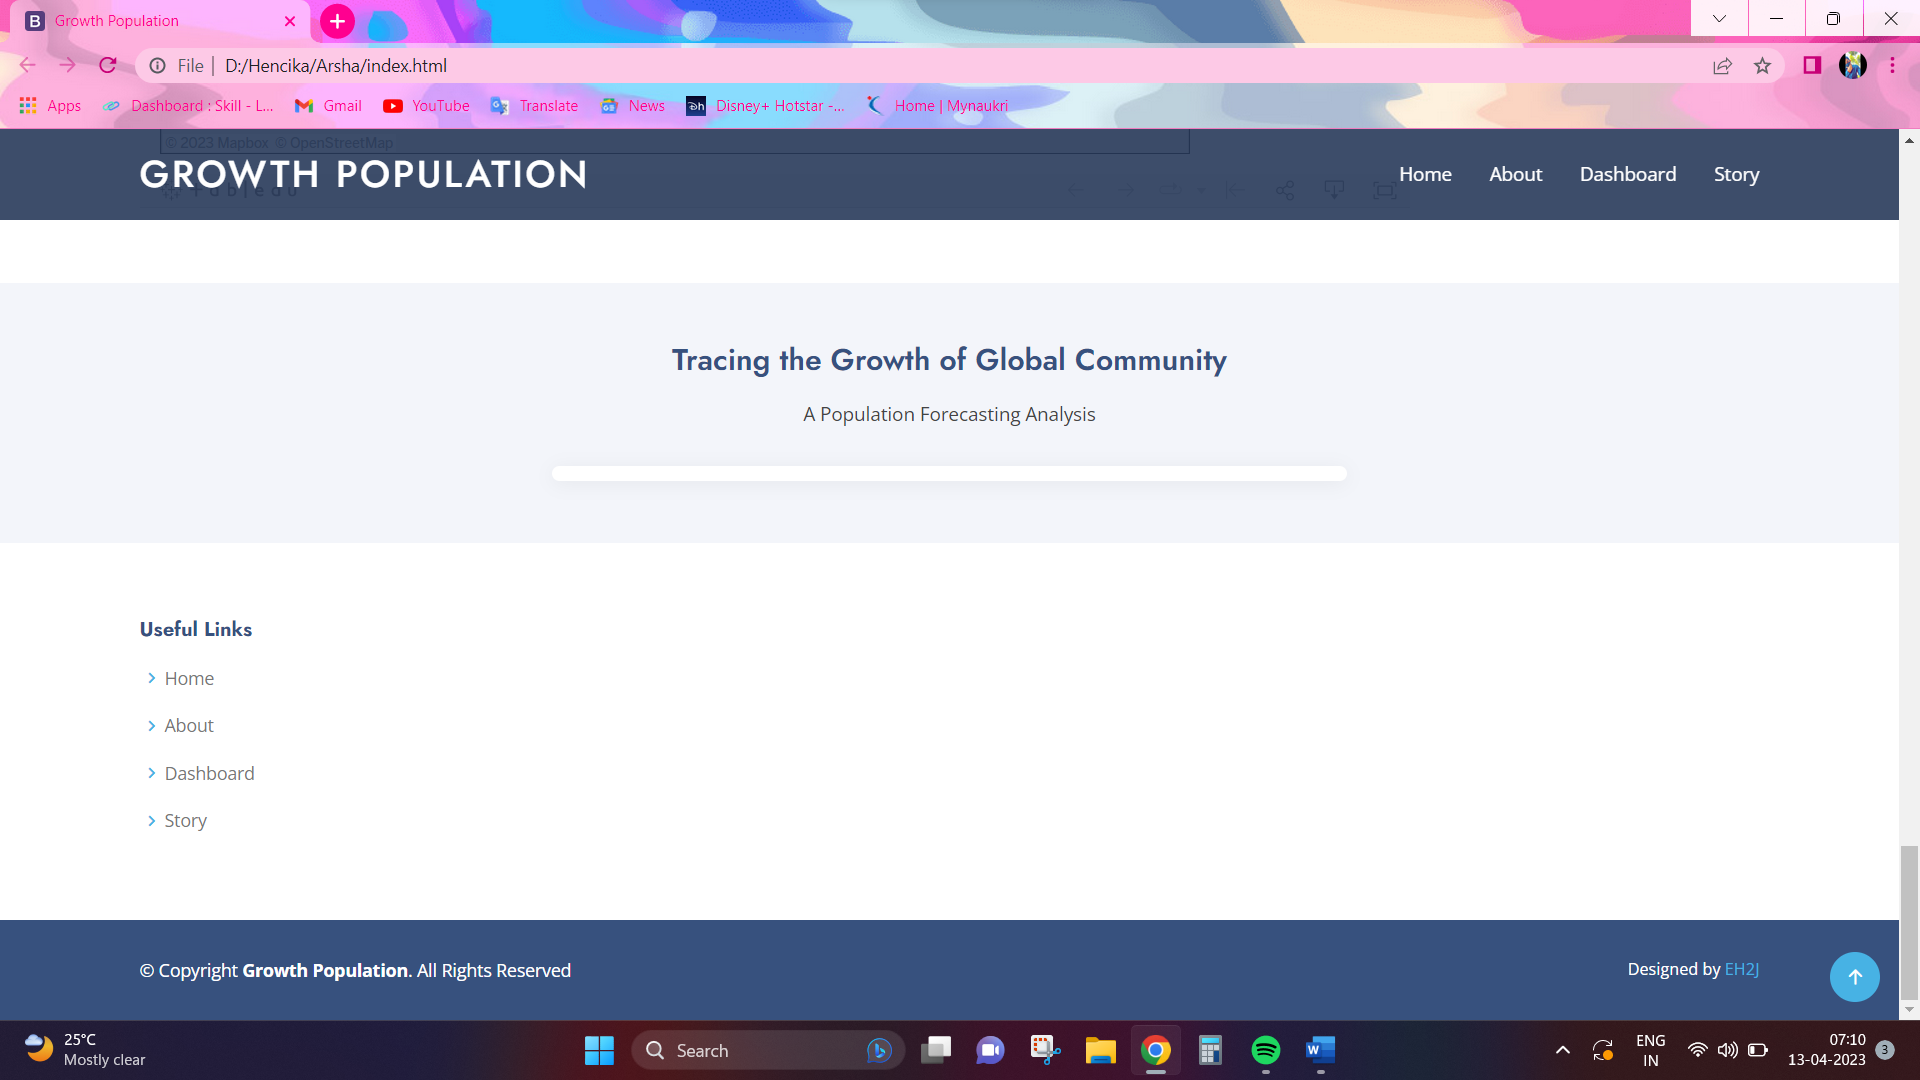 Growth Population
File
D:/Hencika/Arsha/index.html
Apps
Dashboard : Skill - L...
Gmail
YouTube
Translate
News
Disney+ Hotstar -...
Home | Mynaukri
© 2023 Mapbox © OpenStreetMap
GROWTH POPULATION
+ a b | e a u
Home
About
Dashboard
Story
Tracing the Growth of Global Community
A Population Forecasting Analysis
Useful Links
Home
About
Dashboard
Story
© Copyright Growth Population. All Rights Reserved
Designed by EH2J
25°C
Mostly clear
Search
ENG
IN
07:10
13-04-2023
3